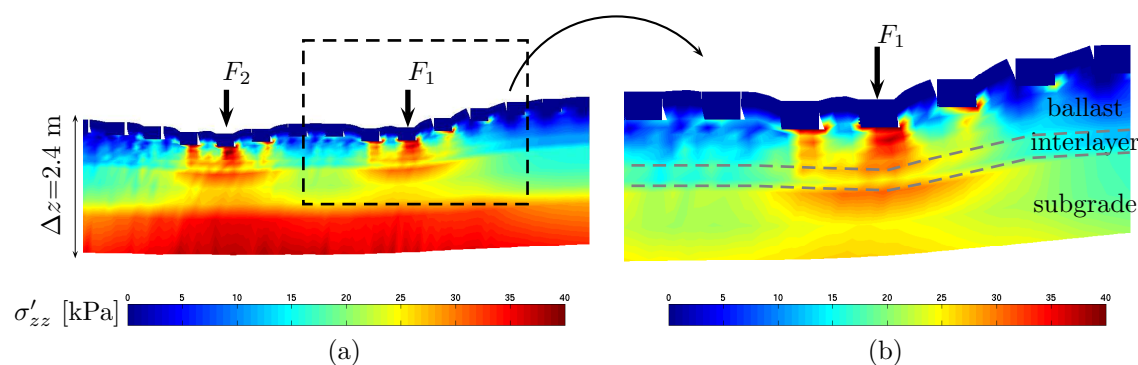 F₂ F₁ F₁
Δz=2.4 m
ballast
interlayer
subgrade
0 5 10 15 20 25 30 35 40
0 5 10 15 20 25 30 35 40
σ′zz [kPa]
(a) (b)